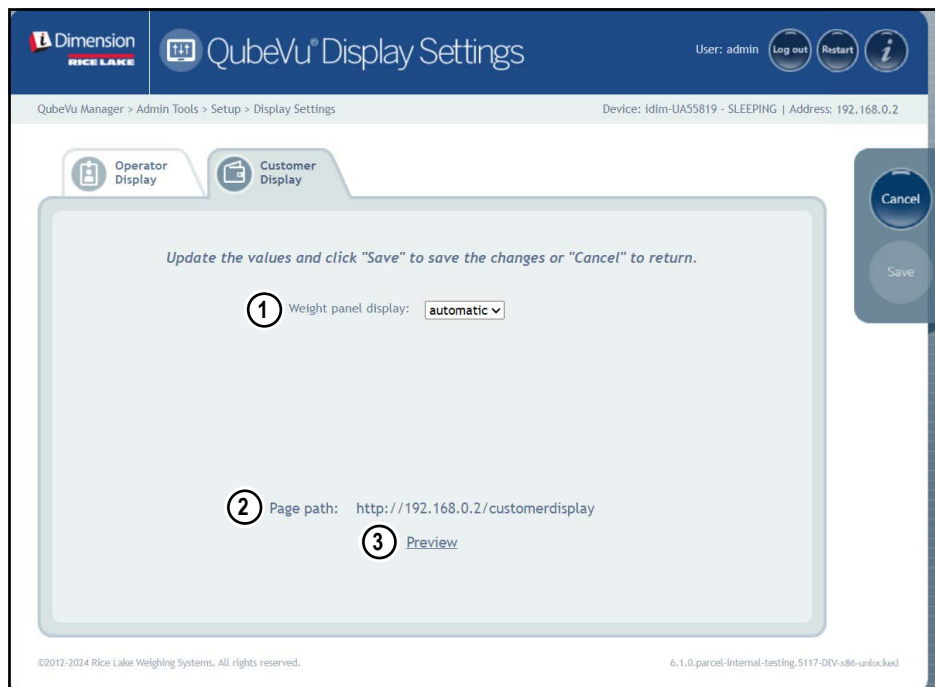 iDimension
RICE LAKE
QubeVu® Display Settings
User: admin
Log out
Restart
i
QubeVu Manager > Admin Tools > Setup > Display Settings
Device: idim-UA55819 - SLEEPING | Address: 192.168.0.2
Operator
Display
Customer
Display
Cancel
Save
Update the values and click "Save" to save the changes or "Cancel" to return.
1 Weight panel display: automatic
2 Page path: http://192.168.0.2/customerdisplay
3 Preview
©2012-2024 Rice Lake Weighing Systems. All rights reserved.
6.1.0.parcel-internal-testing.5117-DEV-x86-unlocked